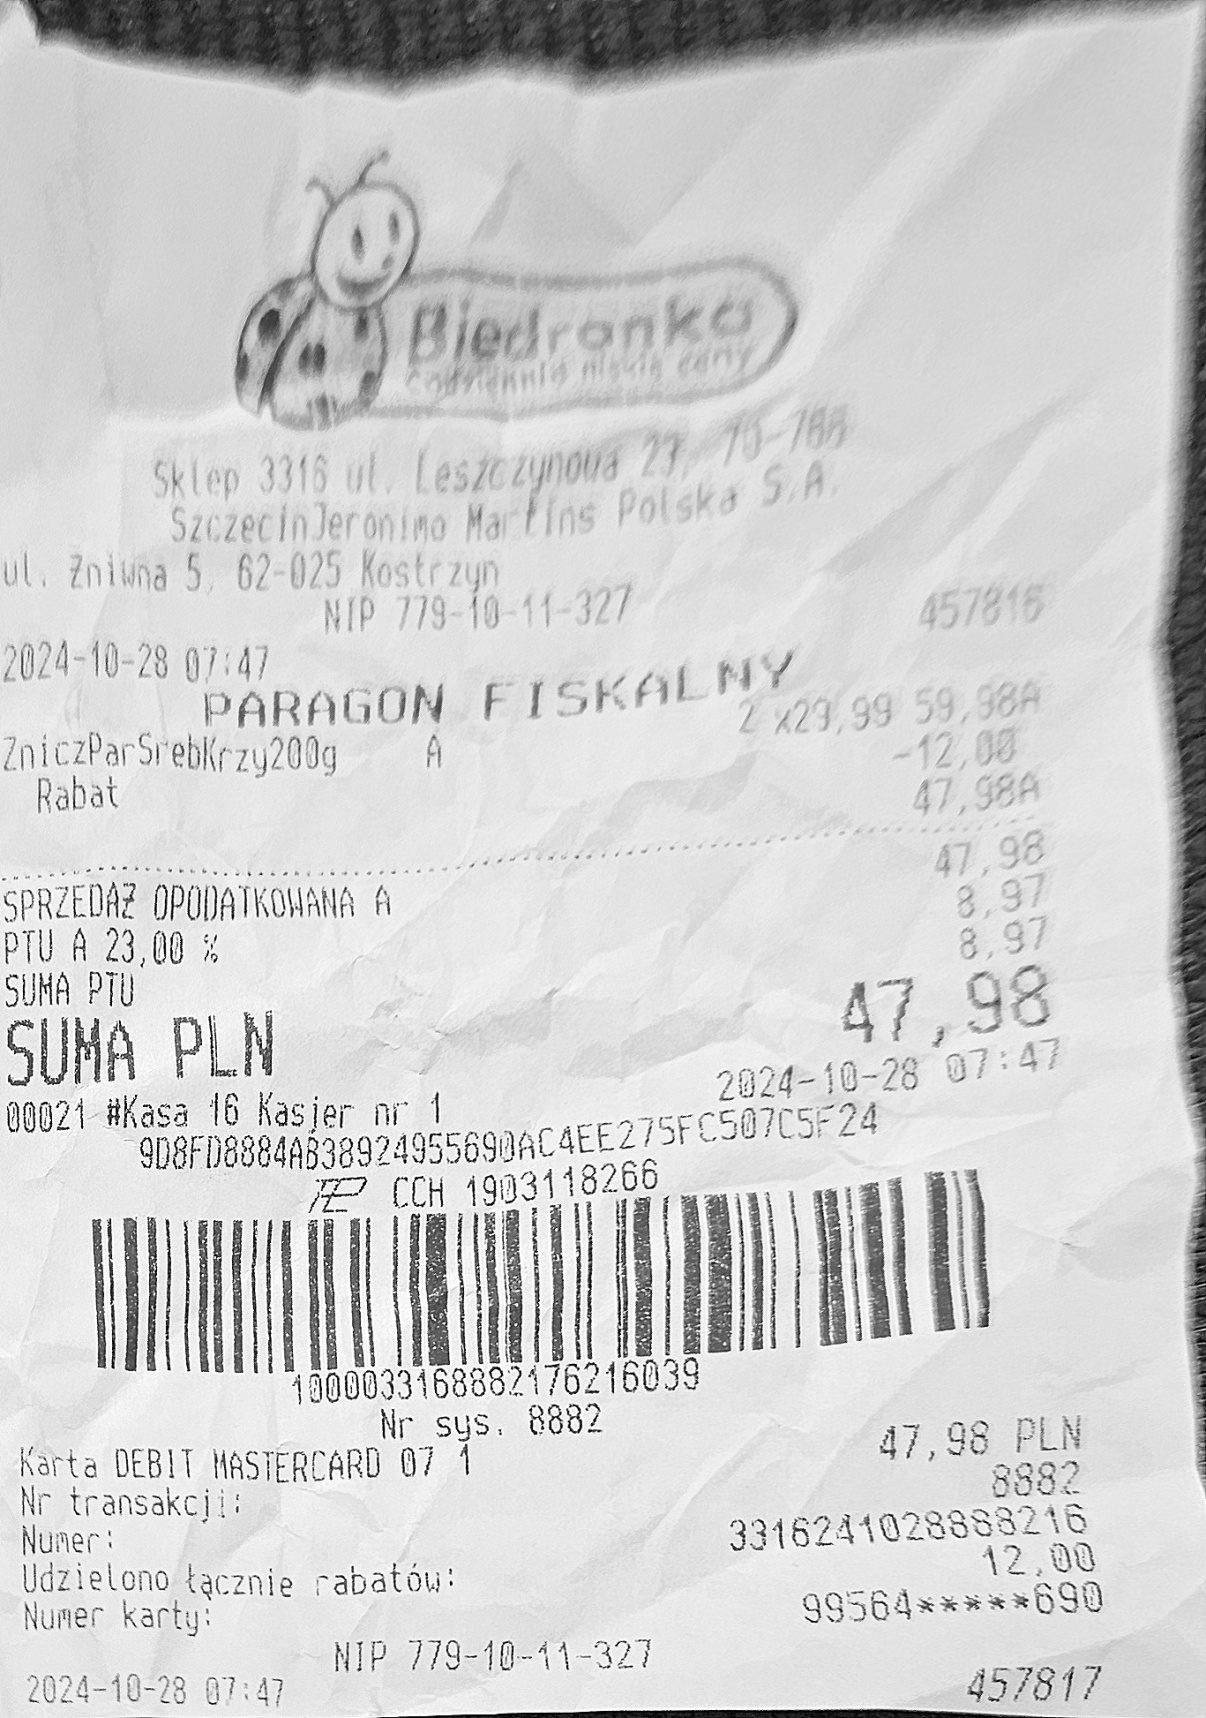 Biedronka
codziennie niskie ceny
Sklep 3316 ul. Leszczynowa 23, 70-786
SzczecinJeronimo Martins Polska S.A.
ul. Żniwna 5, 62-025 Kostrzyn
NIP 779-10-11-327
2024-10-28 07:47 457816
PARAGON FISKALNY
ZniczParSrebKrzy200g A 2 x29,99 59,98A
Rabat -12,00
47,98A
SPRZEDAŻ OPODATKOWANA A 47,98
PTU A 23,00 % 8,97
SUMA PTU 8,97
SUMA PLN 47,98
00021 #Kasa 16 Kasjer nr 1 2024-10-28 07:47
9D8FD8884AB38924955690AC4EE275FC507C5F24
CCH 1903118266
1000033168882176216039
Nr sys. 8882
Karta DEBIT MASTERCARD 07 1 47,98 PLN
Nr transakcji: 8882
Numer: 3316241028888216
Udzielono łącznie rabatów: 12,00
Numer karty: 99564*****690
NIP 779-10-11-327
2024-10-28 07:47 457817